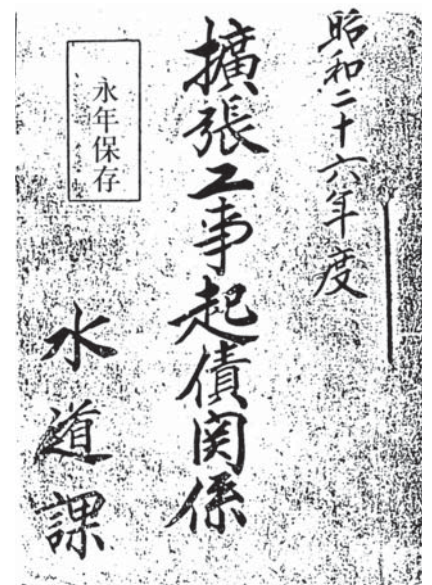 昭和二十六年度
擴張工事起債関係
永年保存
水道課